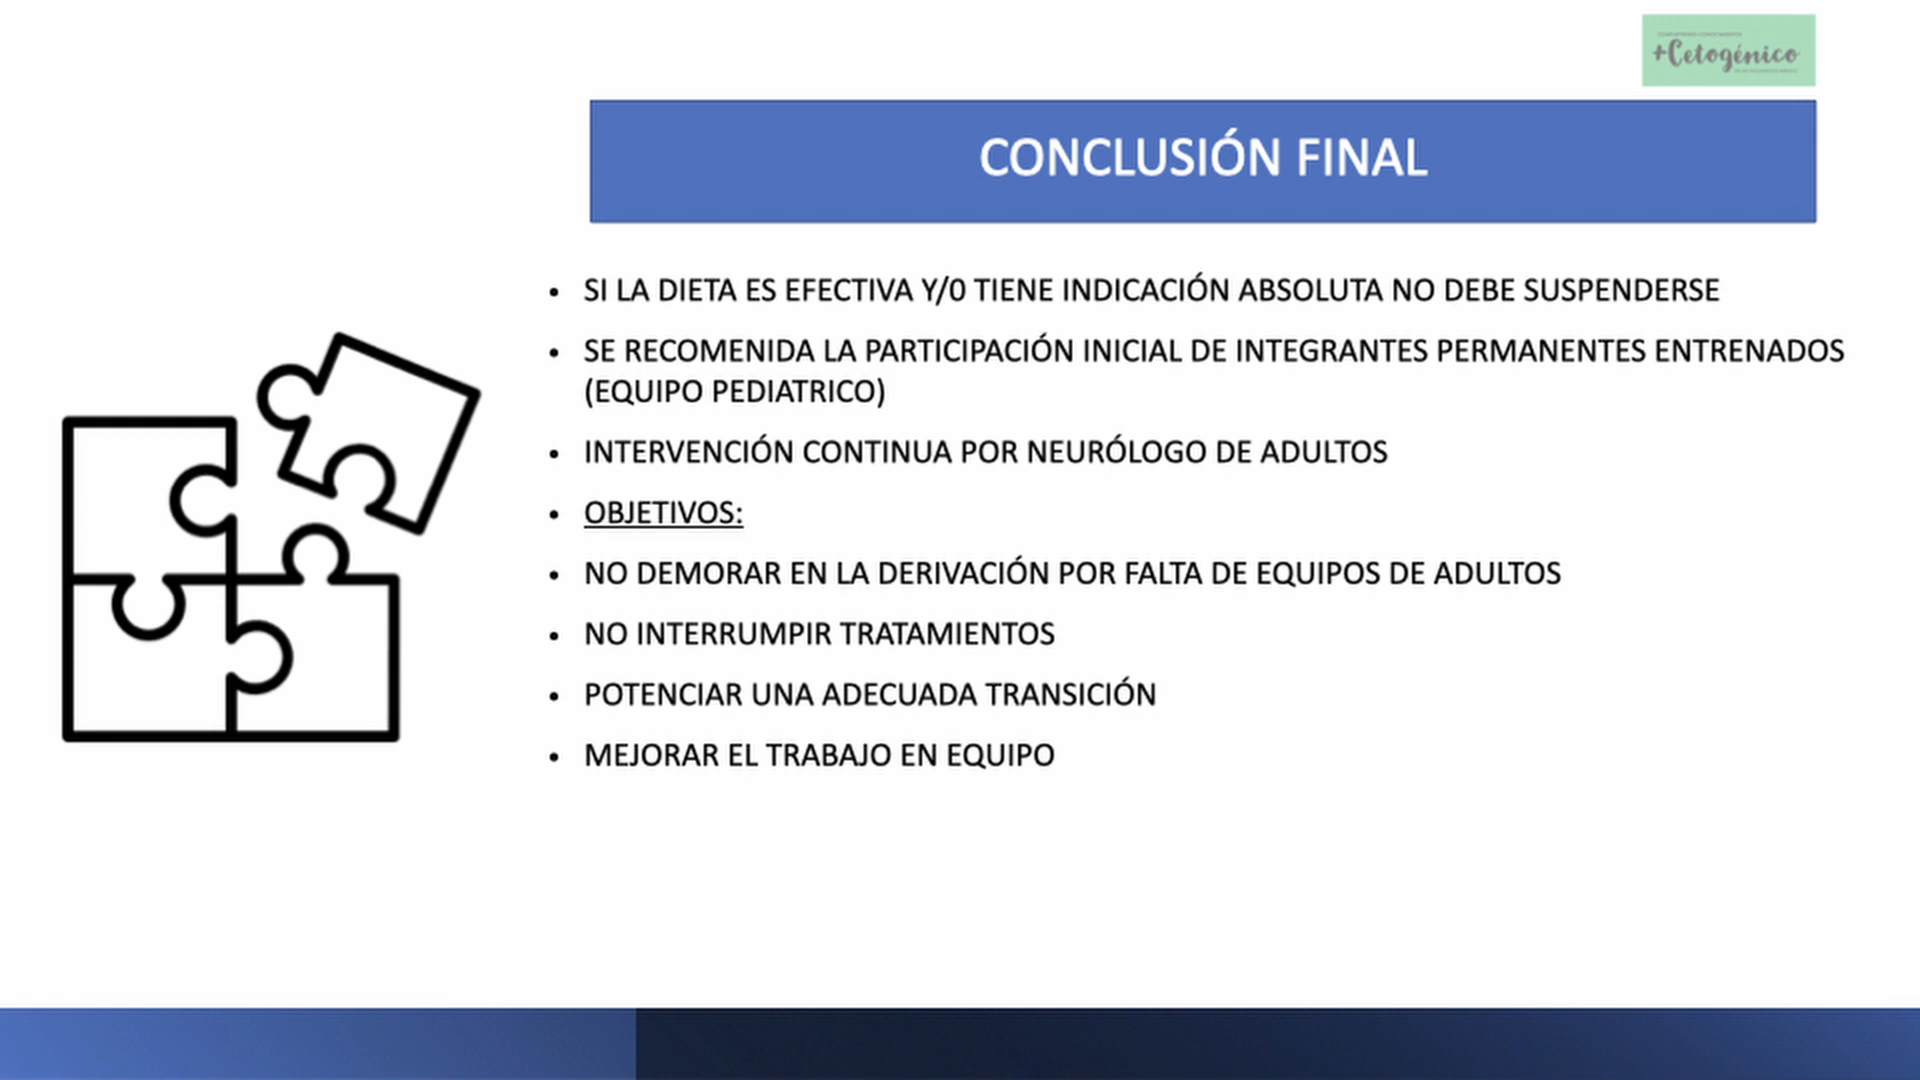 +Cetogénico
CONCLUSIÓN FINAL
• SI LA DIETA ES EFECTIVA Y/0 TIENE INDICACIÓN ABSOLUTA NO DEBE SUSPENDERSE
• SE RECOMENIDA LA PARTICIPACIÓN INICIAL DE INTEGRANTES PERMANENTES ENTRENADOS
(EQUIPO PEDIATRICO)
• INTERVENCIÓN CONTINUA POR NEURÓLOGO DE ADULTOS
• OBJETIVOS:
• NO DEMORAR EN LA DERIVACIÓN POR FALTA DE EQUIPOS DE ADULTOS
• NO INTERRUMPIR TRATAMIENTOS
• POTENCIAR UNA ADECUADA TRANSICIÓN
• MEJORAR EL TRABAJO EN EQUIPO